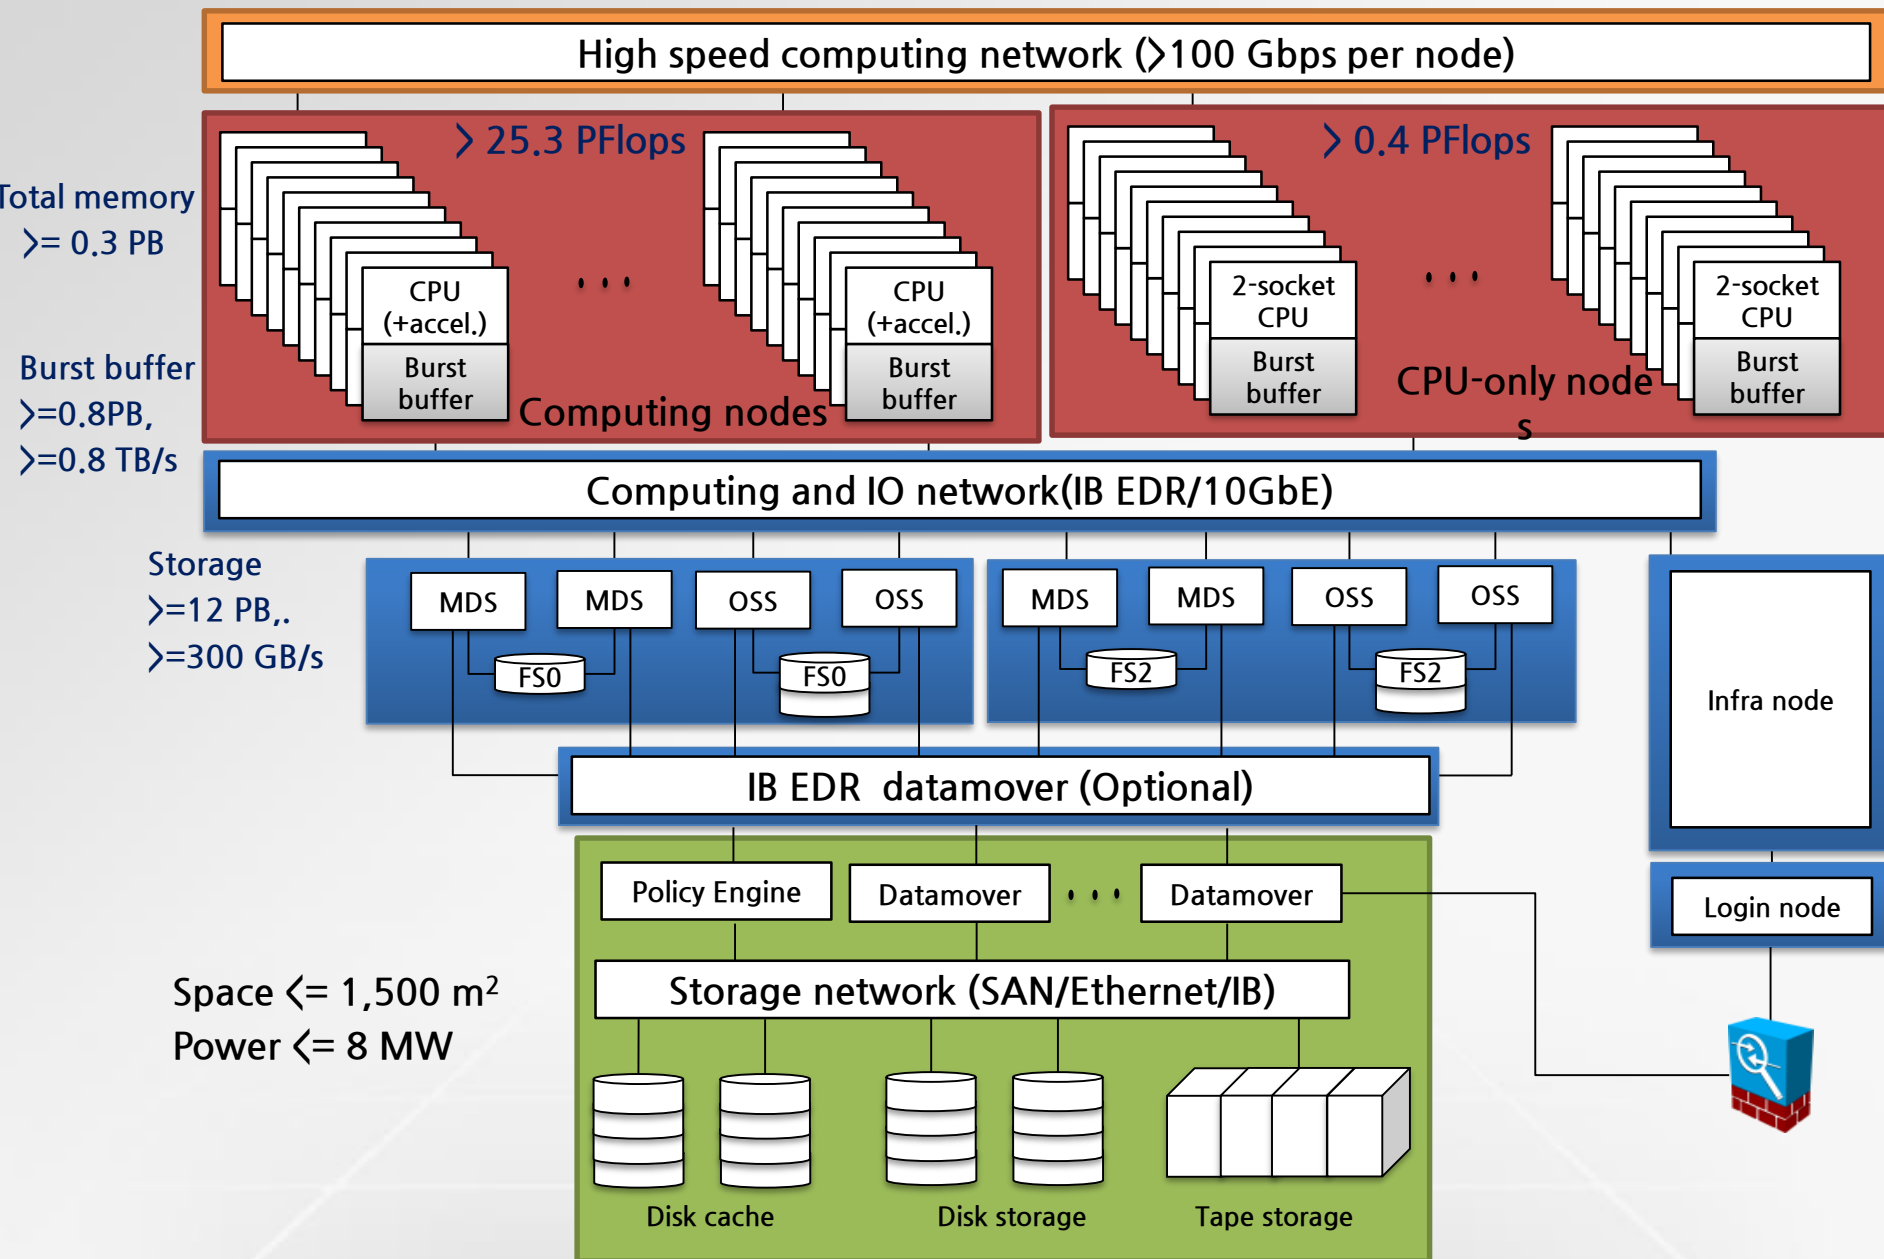 High speed computing network (>100 Gbps per node)
> 25.3 PFlops
> 0.4 PFlops
Total memory
>= 0.3 PB
CPU
(+accel.)
Burst
buffer
. . .
CPU
(+accel.)
Burst
buffer
Computing nodes
2-socket
CPU
Burst
buffer
. . .
2-socket
CPU
Burst
buffer
CPU-only node
s
Burst buffer
>=0.8PB,
>=0.8 TB/s
Computing and IO network(IB EDR/10GbE)
Storage
>=12 PB,.
>=300 GB/s
MDS
MDS
OSS
OSS
FS0
FS0
MDS
MDS
OSS
OSS
FS2
FS2
Infra node
IB EDR  datamover (Optional)
Policy Engine
Datamover
. . .
Datamover
Login node
Storage network (SAN/Ethernet/IB)
Space <= 1,500 m²
Power <= 8 MW
Disk cache
Disk storage
Tape storage